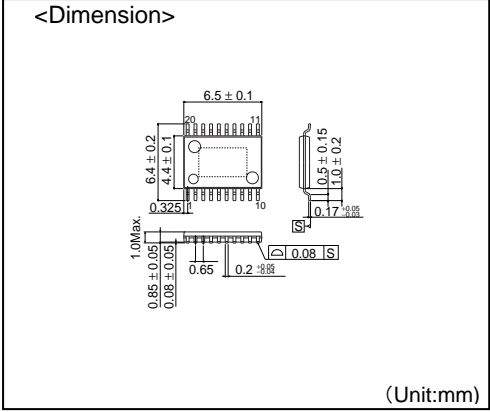 <Dimension>
6.5 ± 0.1
20 11
6.4 ± 0.2
4.4 ± 0.1
0.5 ± 0.15
1.0 ± 0.2
1 10
0.325
0.17 +0.05 -0.03
S
1.0Max.
0.85 ± 0.05
0.08 ± 0.05
0.65
0.2 +0.05 -0.04
0.08 S
(Unit:mm)